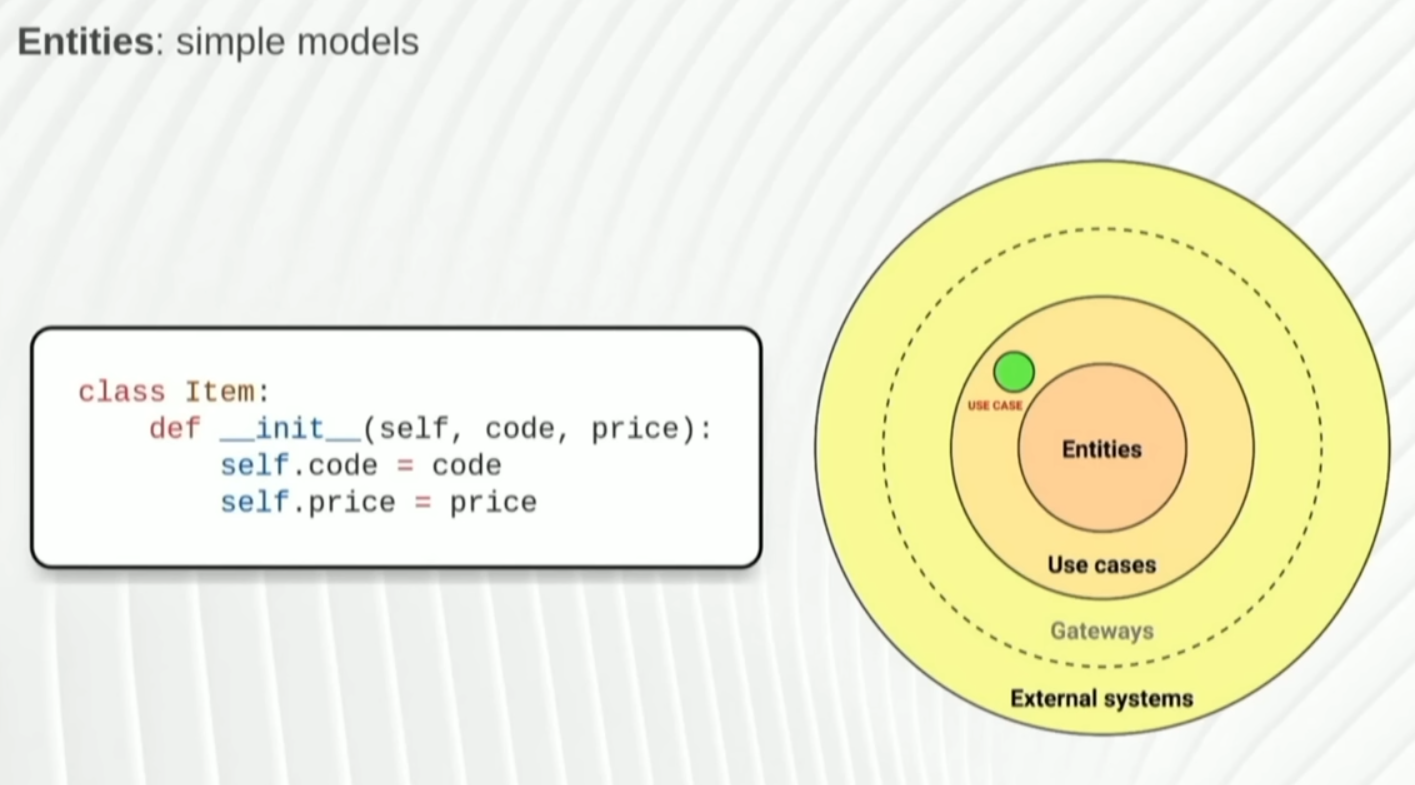 Entities: simple models
class Item:
    def __init__(self, code, price):
        self.code = code
        self.price = price
USE CASE
Entities
Use cases
Gateways
External systems